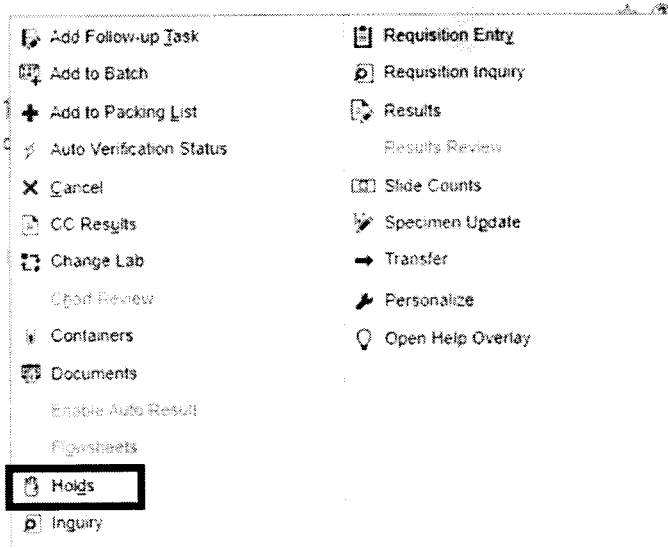 Add Follow-up Task
Add to Batch
Add to Packing List
Auto Verification Status
Cancel
CC Results
Change Lab
Chart Review
Containers
Documents
Enable Auto Result
Flowsheets
Holds
Inquiry
Requisition Entry
Requisition Inquiry
Results
Results Review
Slide Counts
Specimen Update
Transfer
Personalize
Open Help Overlay